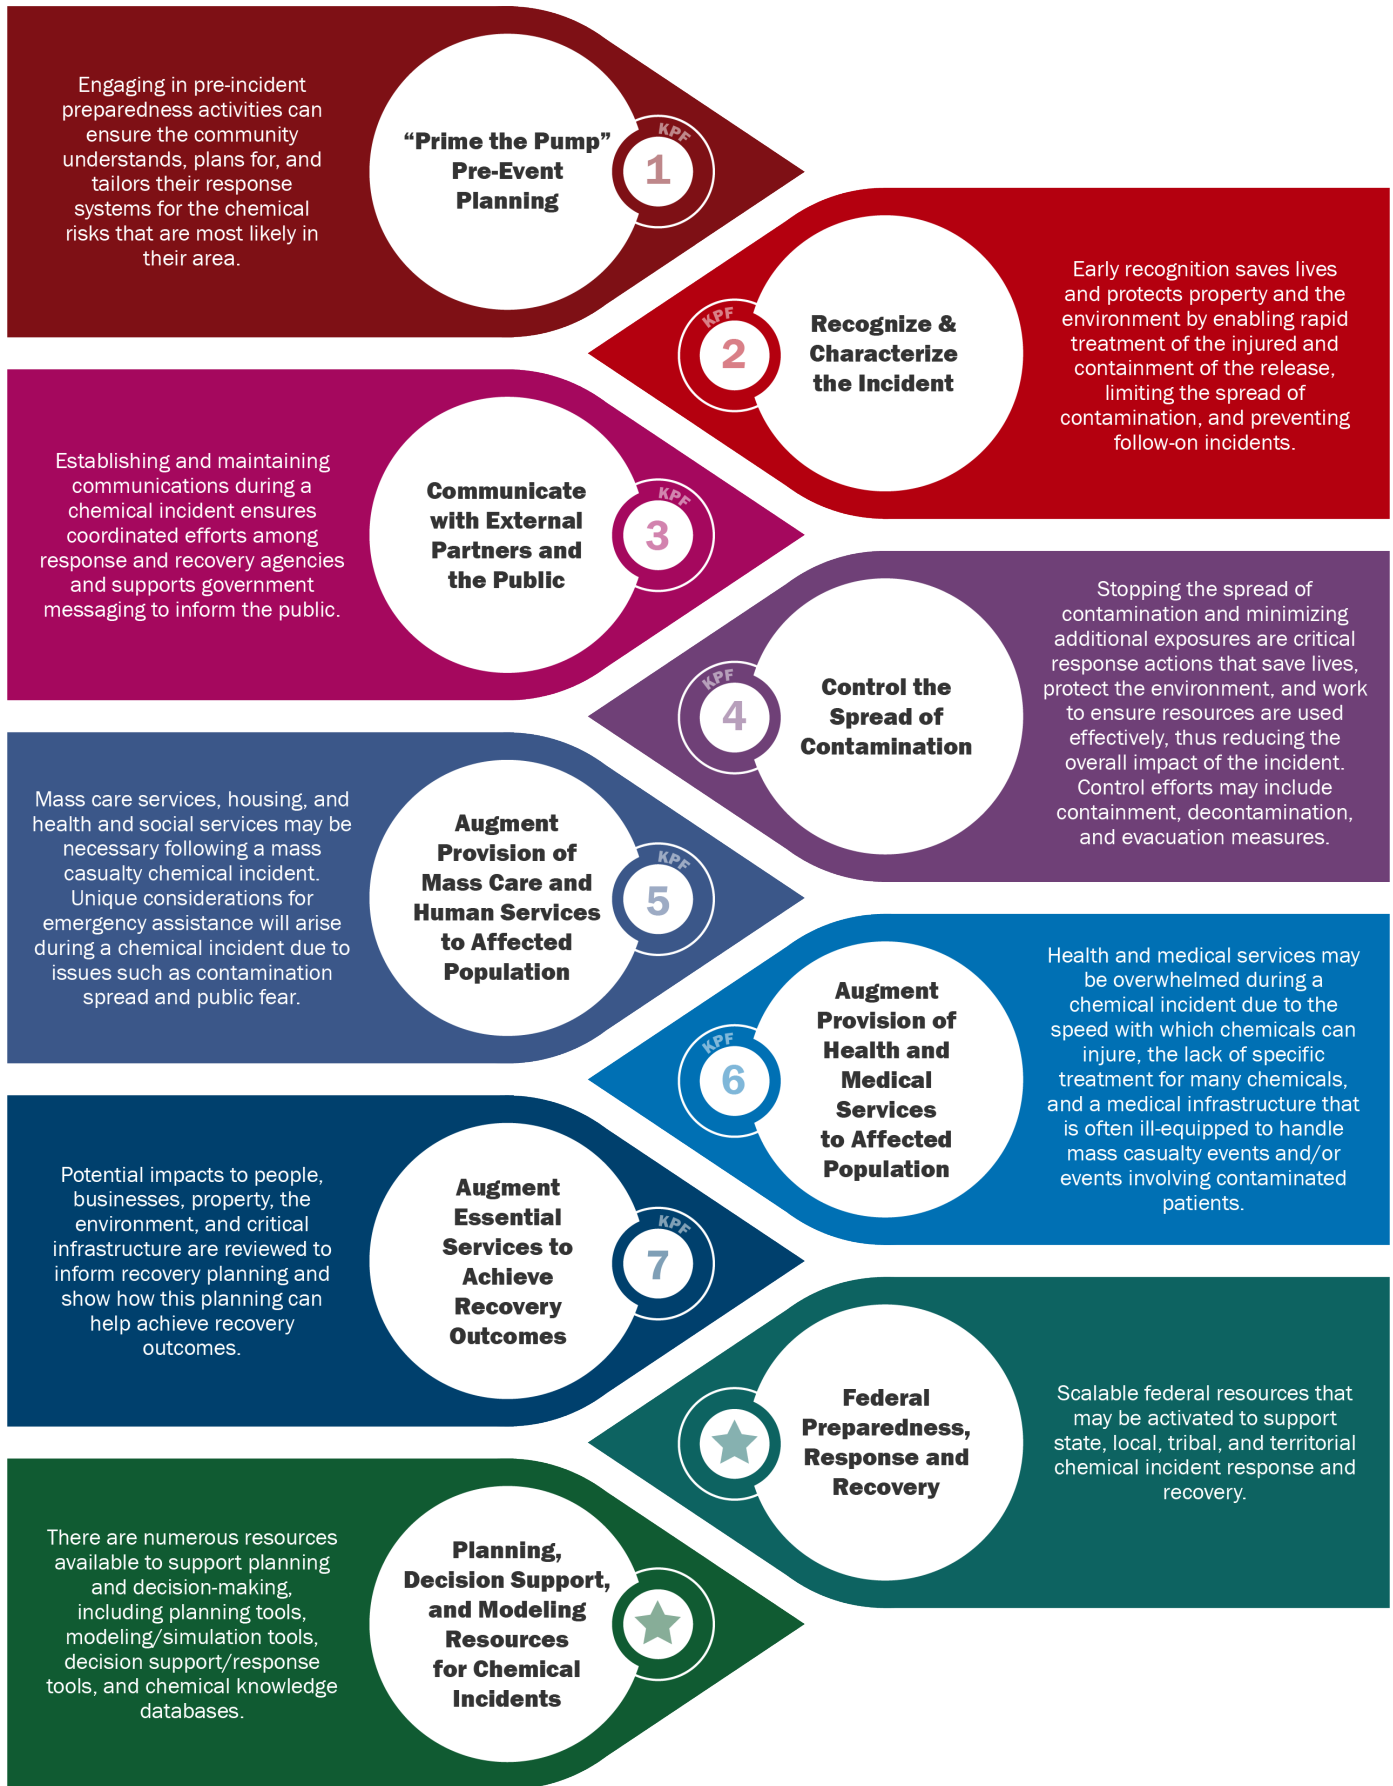 Engaging in pre-incident
preparedness activities can
ensure the community
understands, plans for, and
tailors their response
systems for the chemical
risks that are most likely in
their area.
“Prime the Pump”
Pre-Event
Planning
KPF
1
KPF
2
Recognize &
Characterize
the Incident
Early recognition saves lives
and protects property and the
environment by enabling rapid
treatment of the injured and
containment of the release,
limiting the spread of
contamination, and preventing
follow-on incidents.
Establishing and maintaining
communications during a
chemical incident ensures
coordinated efforts among
response and recovery agencies
and supports government
messaging to inform the public.
Communicate
with External
Partners and
the Public
KPF
3
KPF
4
Control the
Spread of
Contamination
Stopping the spread of
contamination and minimizing
additional exposures are critical
response actions that save lives,
protect the environment, and work
to ensure resources are used
effectively, thus reducing the
overall impact of the incident.
Control efforts may include
containment, decontamination,
and evacuation measures.
Mass care services, housing, and
health and social services may be
necessary following a mass
casualty chemical incident.
Unique considerations for
emergency assistance will arise
during a chemical incident due to
issues such as contamination
spread and public fear.
Augment
Provision of
Mass Care and
Human Services
to Affected
Population
KPF
5
KPF
6
Augment
Provision of
Health and
Medical
Services
to Affected
Population
Health and medical services may
be overwhelmed during a
chemical incident due to the
speed with which chemicals can
injure, the lack of specific
treatment for many chemicals,
and a medical infrastructure that
is often ill-equipped to handle
mass casualty events and/or
events involving contaminated
patients.
Potential impacts to people,
businesses, property, the
environment, and critical
infrastructure are reviewed to
inform recovery planning and
show how this planning can
help achieve recovery
outcomes.
Augment
Essential
Services to
Achieve
Recovery
Outcomes
KPF
7
Federal
Preparedness,
Response and
Recovery
Scalable federal resources that
may be activated to support
state, local, tribal, and territorial
chemical incident response and
recovery.
There are numerous resources
available to support planning
and decision-making,
including planning tools,
modeling/simulation tools,
decision support/response
tools, and chemical knowledge
databases.
Planning,
Decision Support,
and Modeling
Resources
for Chemical
Incidents